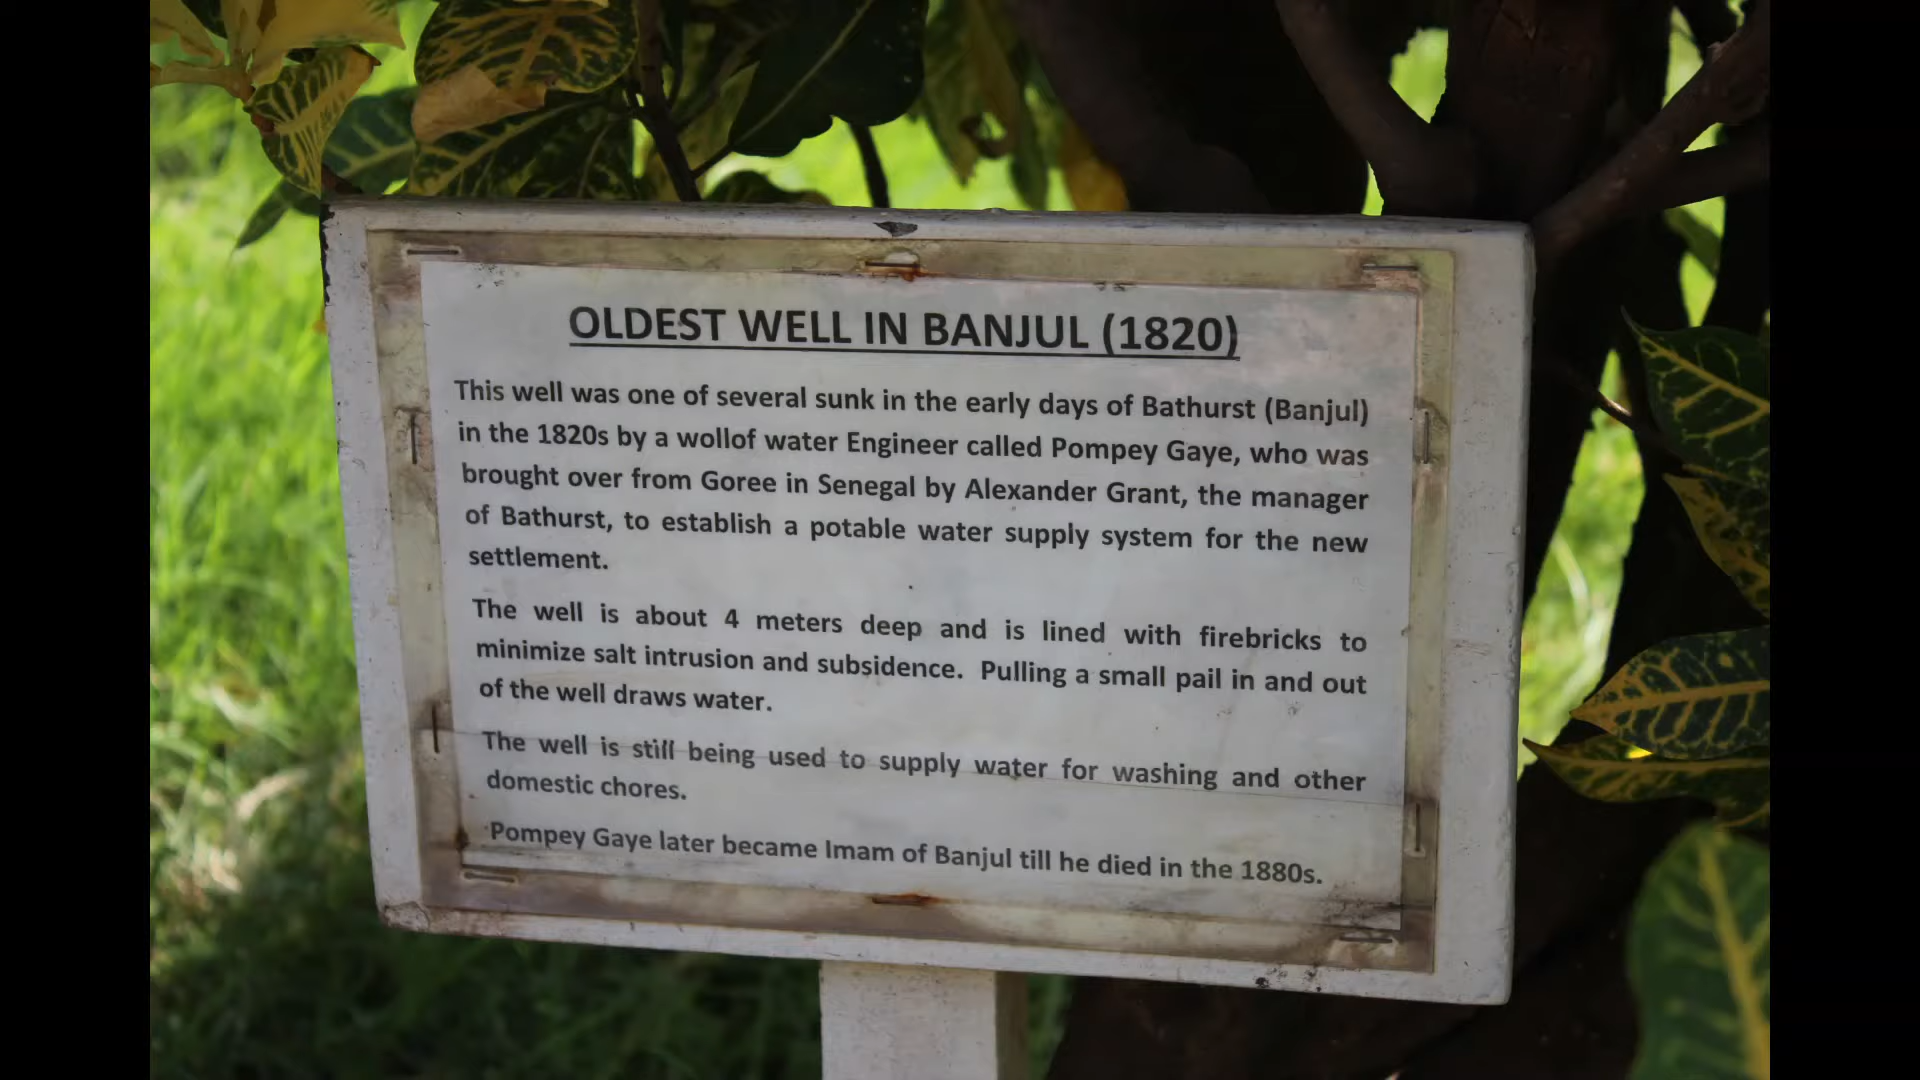 OLDEST WELL IN BANJUL (1820)
This well was one of several sunk in the early days of Bathurst (Banjul)
in the 1820s by a wollof water Engineer called Pompey Gaye, who was
brought over from Goree in Senegal by Alexander Grant, the manager
of Bathurst, to establish a potable water supply system for the new
settlement.
The well is about 4 meters deep and is lined with firebricks to
minimize salt intrusion and subsidence. Pulling a small pail in and out
of the well draws water.
The well is still being used to supply water for washing and other
domestic chores.
Pompey Gaye later became Imam of Banjul till he died in the 1880s.